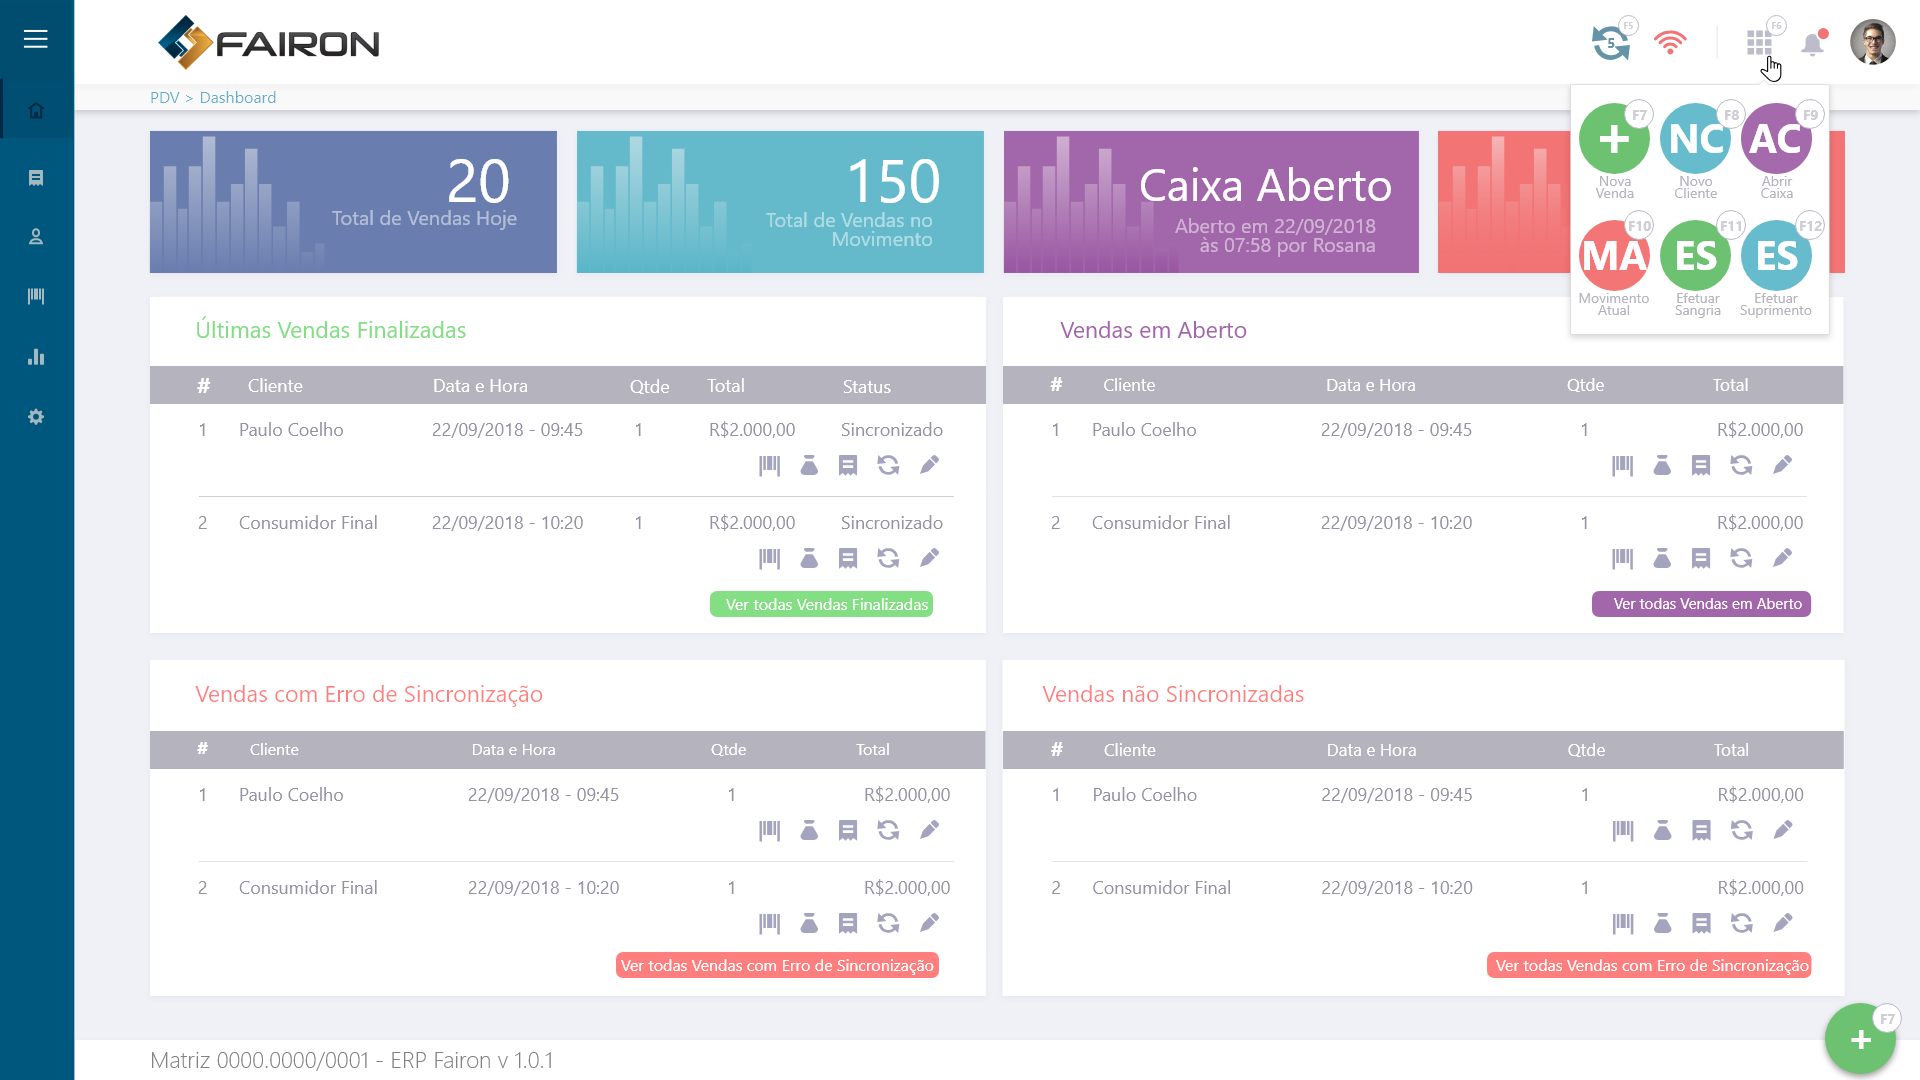 FAIRON
F5
5
F6
PDV > Dashboard
20
Total de Vendas Hoje
150
Total de Vendas no
Movimento
Caixa Aberto
Aberto em 22/09/2018
às 07:58 por Rosana
F7
+
Nova
Venda
F8
NC
Novo
Cliente
F9
AC
Abrir
Caixa
F10
MA
Movimento
Atual
F11
ES
Efetuar
Sangria
F12
ES
Efetuar
Suprimento
Últimas Vendas Finalizadas
# Cliente Data e Hora Qtde Total Status
1 Paulo Coelho 22/09/2018 - 09:45 1 R$2.000,00 Sincronizado
2 Consumidor Final 22/09/2018 - 10:20 1 R$2.000,00 Sincronizado
Ver todas Vendas Finalizadas
Vendas em Aberto
# Cliente Data e Hora Qtde Total
1 Paulo Coelho 22/09/2018 - 09:45 1 R$2.000,00
2 Consumidor Final 22/09/2018 - 10:20 1 R$2.000,00
Ver todas Vendas em Aberto
Vendas com Erro de Sincronização
# Cliente Data e Hora Qtde Total
1 Paulo Coelho 22/09/2018 - 09:45 1 R$2.000,00
2 Consumidor Final 22/09/2018 - 10:20 1 R$2.000,00
Ver todas Vendas com Erro de Sincronização
Vendas não Sincronizadas
# Cliente Data e Hora Qtde Total
1 Paulo Coelho 22/09/2018 - 09:45 1 R$2.000,00
2 Consumidor Final 22/09/2018 - 10:20 1 R$2.000,00
Ver todas Vendas com Erro de Sincronização
F7
+
Matriz 0000.0000/0001 - ERP Fairon v 1.0.1